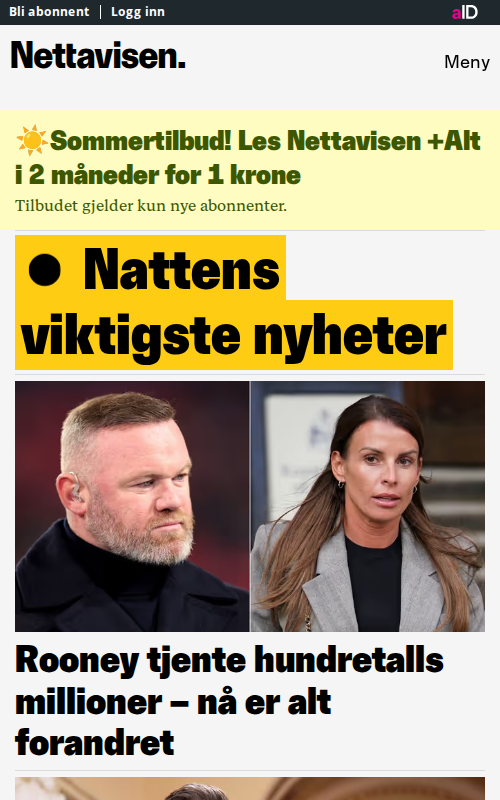 Bli abonnent
Logg inn
aID
Nettavisen.
Meny
☀️Sommertilbud! Les Nettavisen +Alt
i 2 måneder for 1 krone
Tilbudet gjelder kun nye abonnenter.
● Nattens
viktigste nyheter
Rooney tjente hundretalls
millioner – nå er alt
forandret